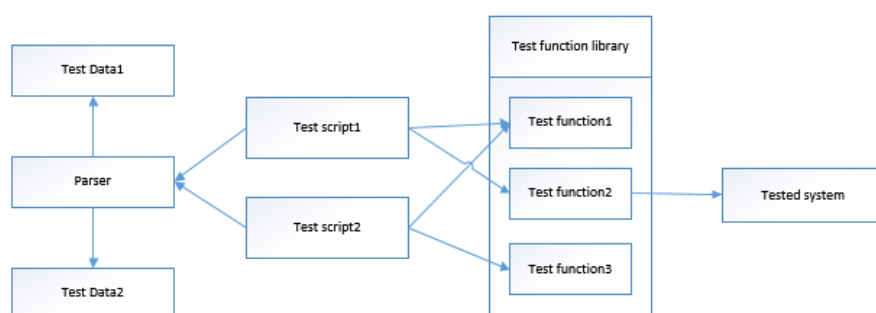 Test function library
Test Data1
Test script1
Test function1
Parser
Test function2
Tested system
Test script2
Test function3
Test Data2